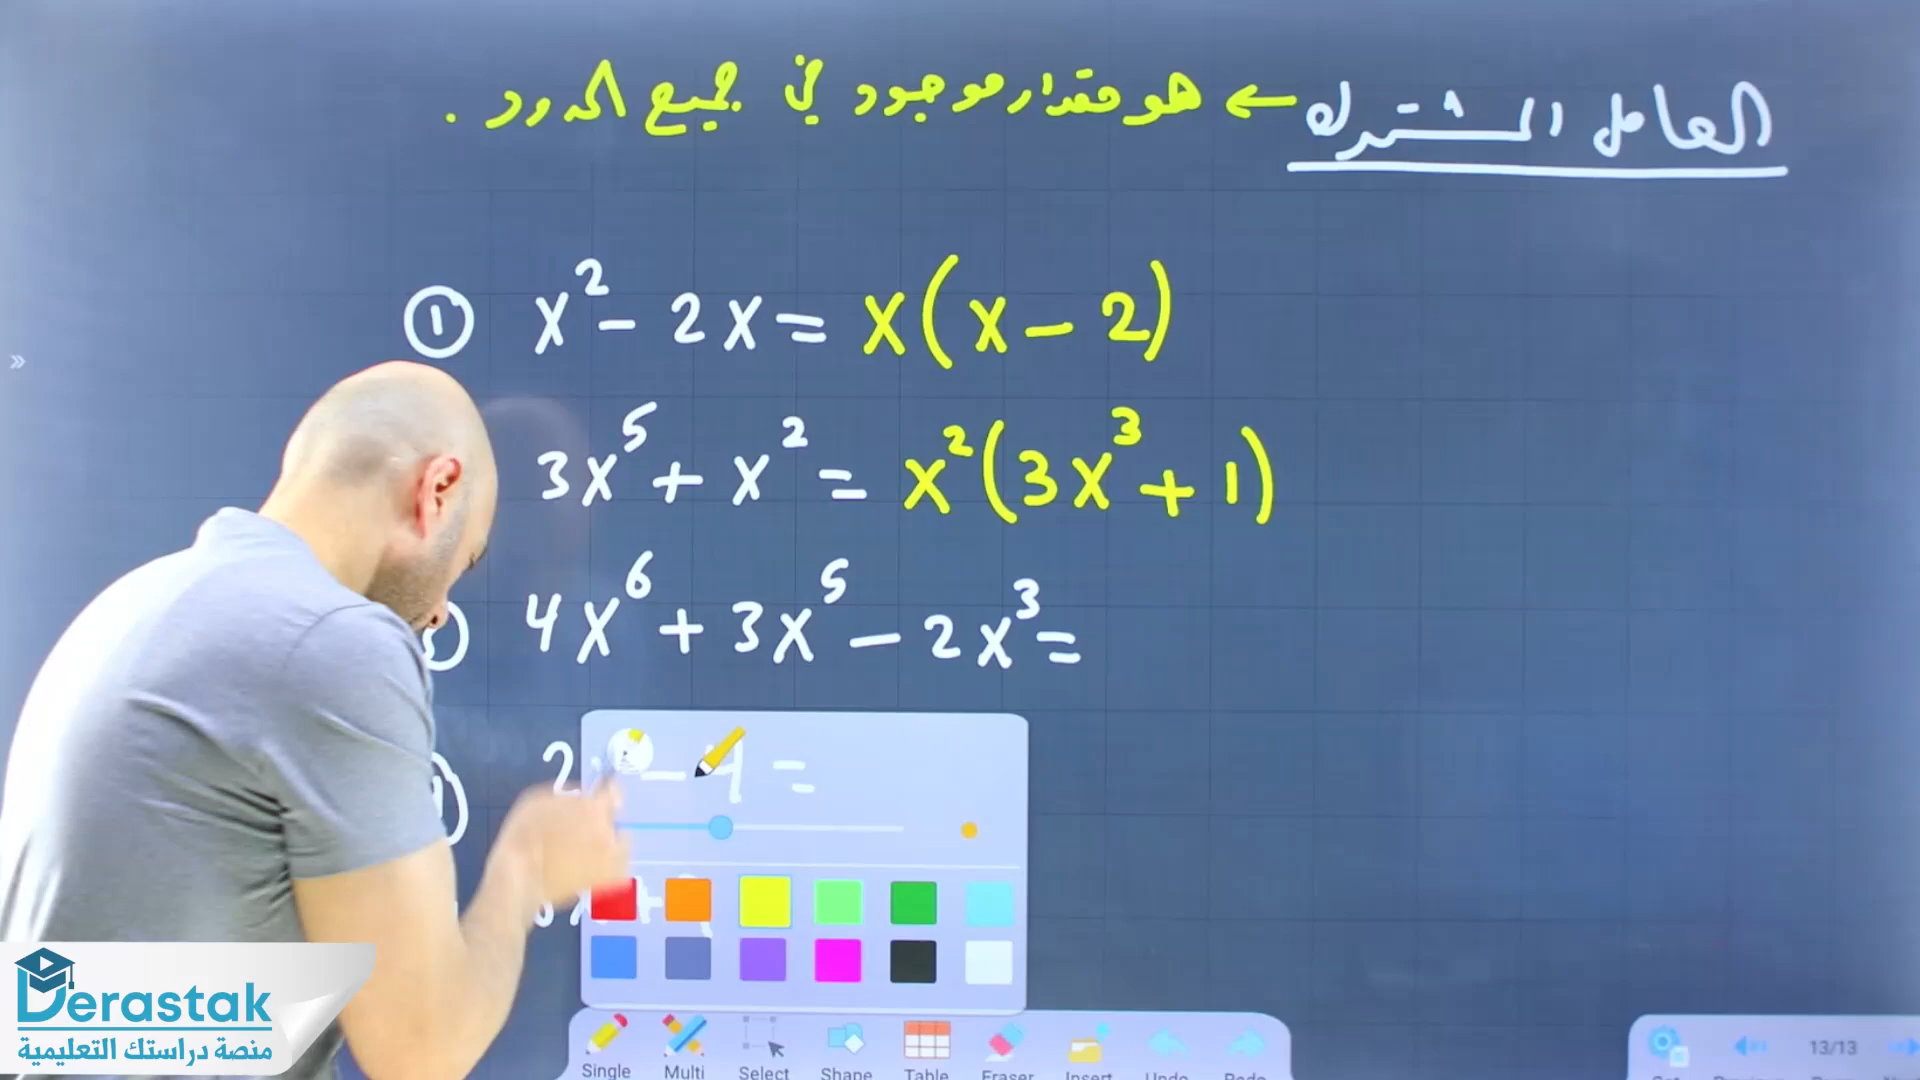 العامل المشترك ← هو مقدار موجود في جميع الحدود .
① x² - 2x = x(x - 2)
3x⁵ + x² = x²(3x³ + 1)
4x⁶ + 3x⁵ - 2x³ =
- 4 =
Derastak
منصة دراستك التعليمية
Single Multi Select Shape Table Eraser Insert Undo Redo
13/13